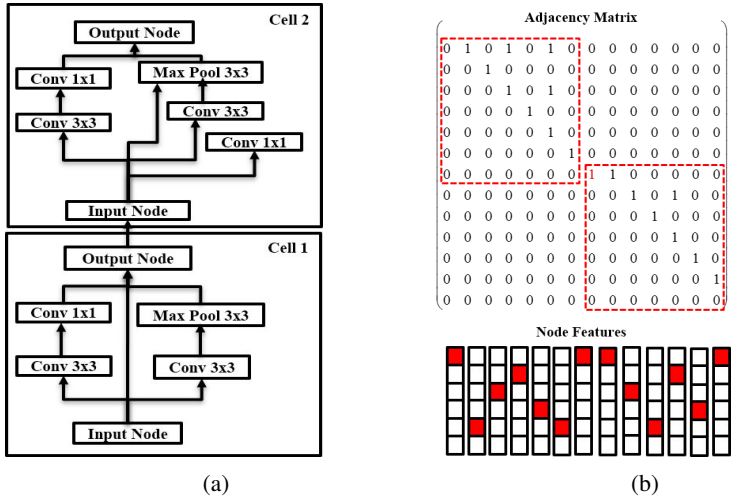 Cell 2
Output Node
Conv 1x1
Max Pool 3x3
Conv 3x3
Conv 3x3
Conv 1x1
Input Node
Cell 1
Output Node
Conv 1x1
Max Pool 3x3
Conv 3x3
Conv 3x3
Input Node
(a)
Adjacency Matrix
0 1 0 1 0 1 0 0 0 0 0 0 0 0
0 0 1 0 0 0 0 0 0 0 0 0 0 0
0 0 0 1 0 1 0 0 0 0 0 0 0 0
0 0 0 0 1 0 0 0 0 0 0 0 0 0
0 0 0 0 0 1 0 0 0 0 0 0 0 0
0 0 0 0 0 0 1 0 0 0 0 0 0 0
0 0 0 0 0 0 0 1 1 0 0 0 0 0
0 0 0 0 0 0 0 0 0 1 0 1 0 0
0 0 0 0 0 0 0 0 0 0 1 0 0 0
0 0 0 0 0 0 0 0 0 0 0 1 0 0
0 0 0 0 0 0 0 0 0 0 0 0 1 0
0 0 0 0 0 0 0 0 0 0 0 0 0 1
0 0 0 0 0 0 0 0 0 0 0 0 0 0
Node Features
(b)